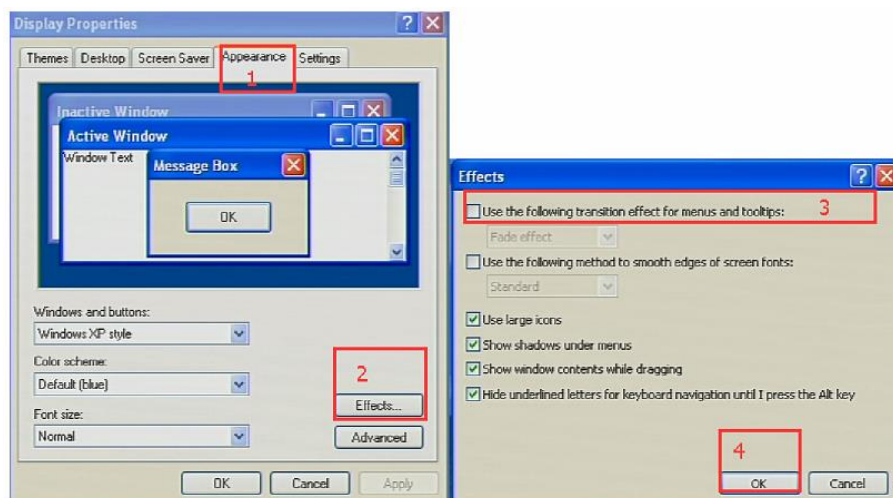 Display Properties
Themes Desktop Screen Saver Appearance Settings
1
Inactive Window
Active Window
Window Text
Message Box
OK
Windows and buttons:
Windows XP style
Color scheme:
Default (blue)
2
Effects...
Font size:
Normal
Advanced
OK Cancel Apply
Effects
Use the following transition effect for menus and tooltips: 3
Fade effect
Use the following method to smooth edges of screen fonts:
Standard
Use large icons
Show shadows under menus
Show window contents while dragging
Hide underlined letters for keyboard navigation until I press the Alt key
4
OK Cancel